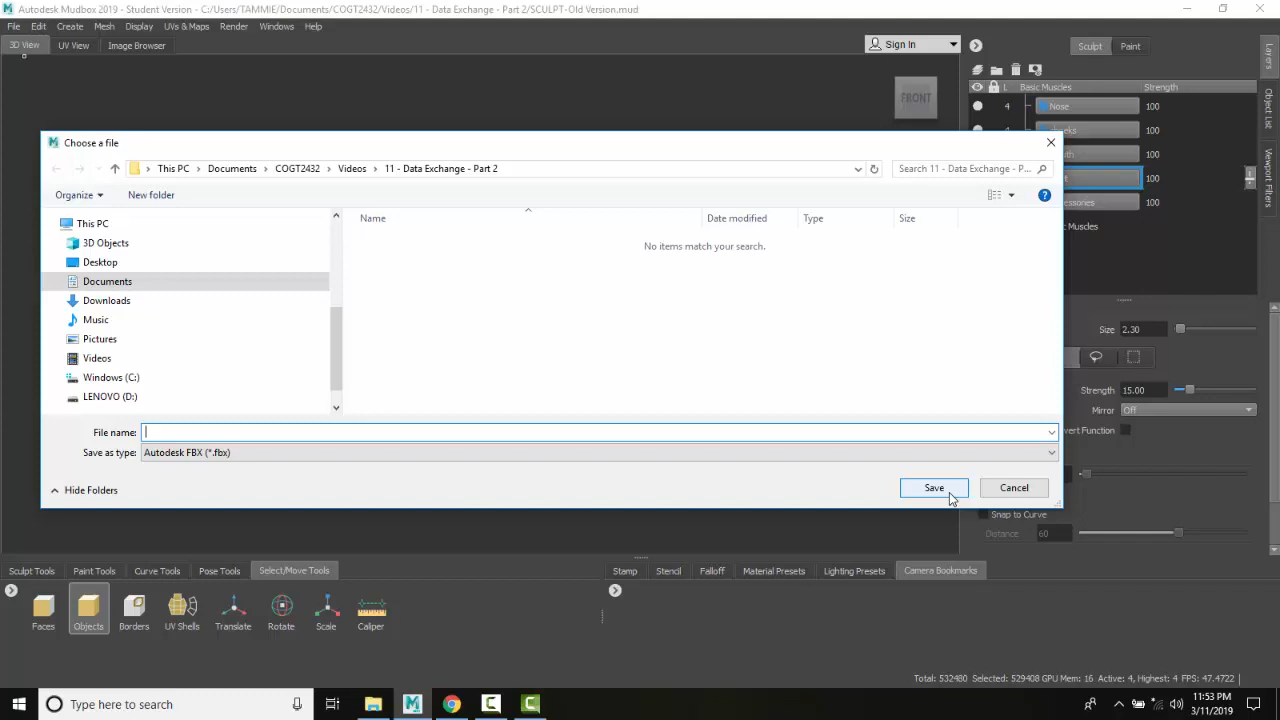 Autodesk Mudbox 2019 - Student Version - C:/Users/TAMMIE/Documents/COGT2432/Videos/11 - Data Exchange - Part 2/SCULPT-Old Version.mud
File Edit Create Mesh Display UVs & Maps Render Windows Help
3D View UV View Image Browser Sign In Sculpt Paint
Layers
Object List
Viewport Filters
FRONT
L Basic Muscles Strength
4 Nose 100
4 100
100
100
100
Choose a file
This PC Documents COGT2432 Videos 11 - Data Exchange - Part 2 Search 11 - Data Exchange - P...
Organize New folder
This PC
3D Objects
Desktop
Documents
Downloads
Music
Pictures
Videos
Windows (C:)
LENOVO (D:)
Name Date modified Type Size
No items match your search.
File name:
Save as type: Autodesk FBX (*.fbx)
Hide Folders Save Cancel
Size 2.30
Strength 15.00
Mirror Off
Snap to Curve
Distance: 60
Sculpt Tools Paint Tools Curve Tools Pose Tools Select/Move Tools Stamp Stencil Falloff Material Presets Lighting Presets Camera Bookmarks
Faces Objects Borders UV Shells Translate Rotate Scale Caliper
Total: 532480 Selected: 529408 GPU Mem: 16 Active: 4, Highest: 4 FPS: 47.4722
Type here to search
11:53 PM
3/11/2019